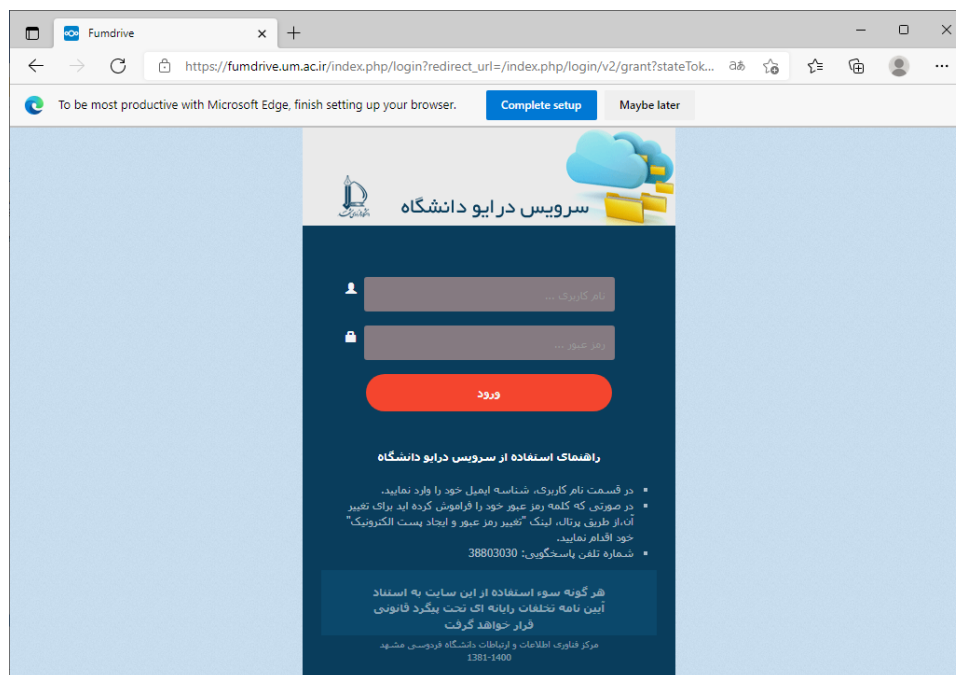 Fumdrive
https://fumdrive.um.ac.ir/index.php/login?redirect_url=/index.php/login/v2/grant?stateTok...
To be most productive with Microsoft Edge, finish setting up your browser.
Complete setup
Maybe later
سرویس درایو دانشگاه
نام کاربری ...
رمز عبور ...
ورود
راهنمای استفاده از سرویس درایو دانشگاه
در قسمت نام کاربری، شناسه ایمیل خود را وارد نمایید.
در صورتی که کلمه رمز عبور خود را فراموش کرده اید برای تغییر
آن،از طریق پرتال، لینک "تغییر رمز عبور و ایجاد پست الکترونیک"
خود اقدام نمایید.
شماره تلفن پاسخگویی: 38803030
هر گونه سوء استفاده از این سایت به استناد
آیین نامه تخلفات رایانه ای تحت پیگرد قانونی
قرار خواهد گرفت
مرکز فناوری اطلاعات و ارتباطات دانشگاه فردوسی مشهد
1381-1400